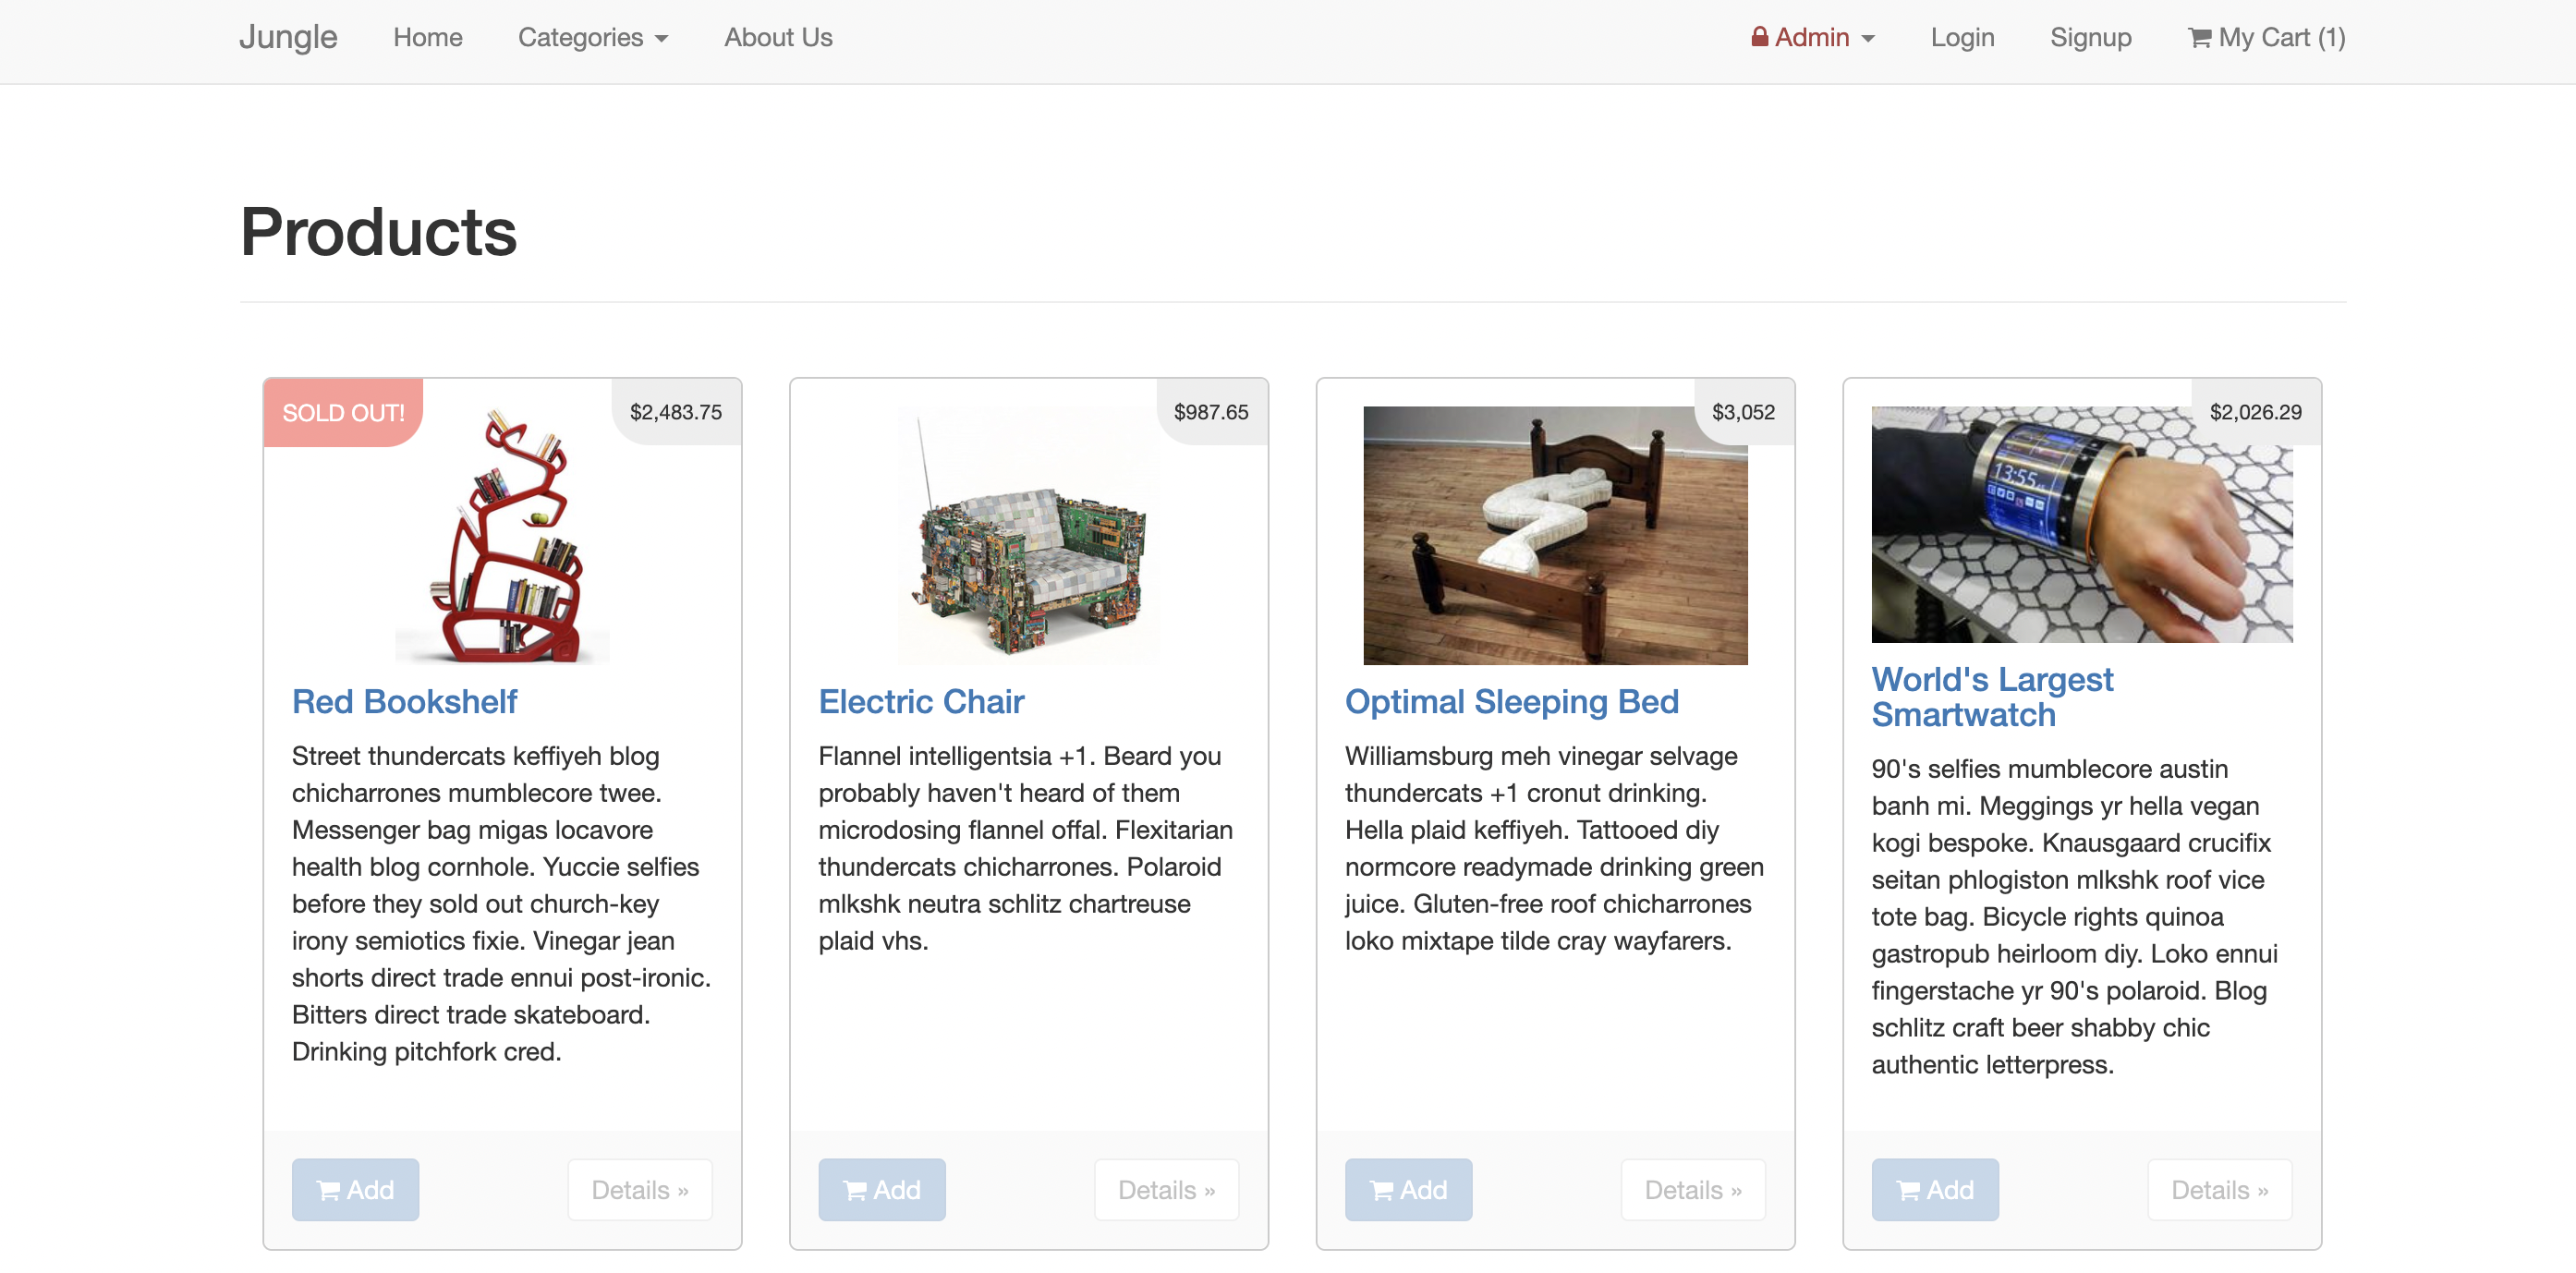 Jungle Home Categories About Us Admin Login Signup My Cart (1)
Products
SOLD OUT!
$2,483.75
Red Bookshelf
Street thundercats keffiyeh blog
chicharrones mumblecore twee.
Messenger bag migas locavore
health blog cornhole. Yuccie selfies
before they sold out church-key
irony semiotics fixie. Vinegar jean
shorts direct trade ennui post-ironic.
Bitters direct trade skateboard.
Drinking pitchfork cred.
Add
Details »
$987.65
Electric Chair
Flannel intelligentsia +1. Beard you
probably haven't heard of them
microdosing flannel offal. Flexitarian
thundercats chicharrones. Polaroid
mlkshk neutra schlitz chartreuse
plaid vhs.
Add
Details »
$3,052
Optimal Sleeping Bed
Williamsburg meh vinegar selvage
thundercats +1 cronut drinking.
Hella plaid keffiyeh. Tattooed diy
normcore readymade drinking green
juice. Gluten-free roof chicharrones
loko mixtape tilde cray wayfarers.
Add
Details »
$2,026.29
13:55
World's Largest
Smartwatch
90's selfies mumblecore austin
banh mi. Meggings yr hella vegan
kogi bespoke. Knausgaard crucifix
seitan phlogiston mlkshk roof vice
tote bag. Bicycle rights quinoa
gastropub heirloom diy. Loko ennui
fingerstache yr 90's polaroid. Blog
schlitz craft beer shabby chic
authentic letterpress.
Add
Details »